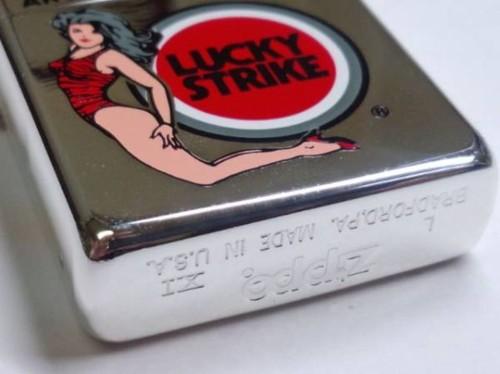 LUCKY
STRIKE
®
L Zippo XI
BRADFORD,PA. MADE IN U.S.A.